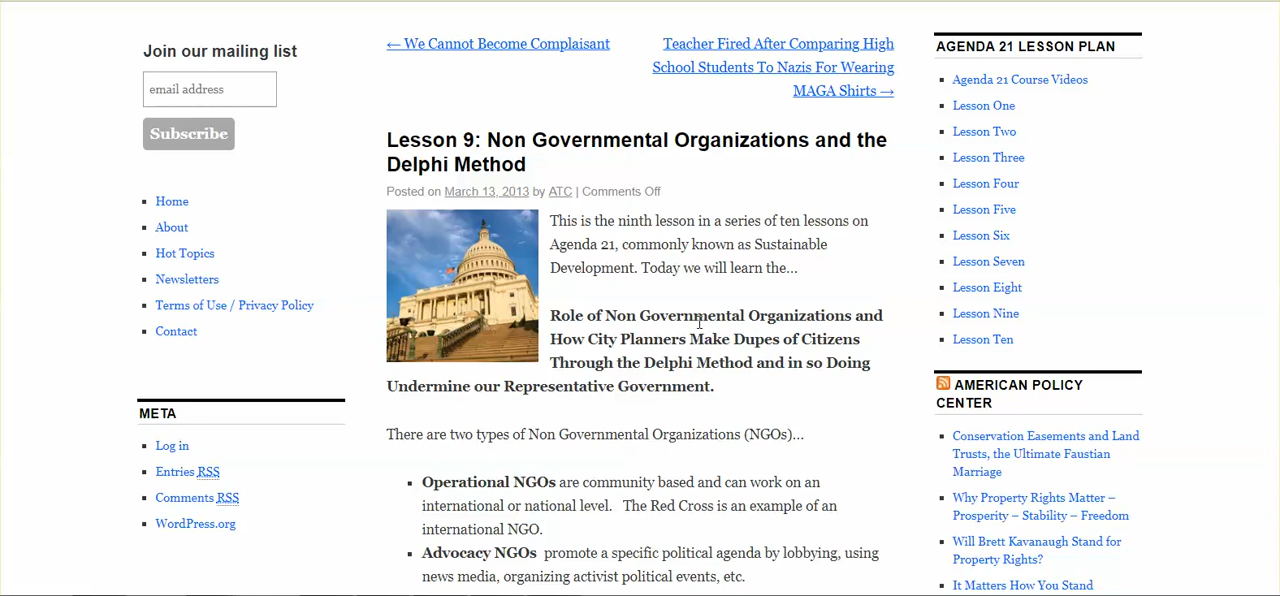 Join our mailing list
email address
Subscribe
Home
About
Hot Topics
Newsletters
Terms of Use / Privacy Policy
Contact
META
Log in
Entries RSS
Comments RSS
WordPress.org
← We Cannot Become Complaisant
Teacher Fired After Comparing High
School Students To Nazis For Wearing
MAGA Shirts →
Lesson 9: Non Governmental Organizations and the
Delphi Method
Posted on March 13, 2013 by ATC | Comments Off
This is the ninth lesson in a series of ten lessons on
Agenda 21, commonly known as Sustainable
Development. Today we will learn the…
Role of Non Governmental Organizations and
How City Planners Make Dupes of Citizens
Through the Delphi Method and in so Doing
Undermine our Representative Government.
There are two types of Non Governmental Organizations (NGOs)…
Operational NGOs are community based and can work on an
international or national level. The Red Cross is an example of an
international NGO.
Advocacy NGOs promote a specific political agenda by lobbying, using
news media, organizing activist political events, etc.
AGENDA 21 LESSON PLAN
Agenda 21 Course Videos
Lesson One
Lesson Two
Lesson Three
Lesson Four
Lesson Five
Lesson Six
Lesson Seven
Lesson Eight
Lesson Nine
Lesson Ten
AMERICAN POLICY
CENTER
Conservation Easements and Land
Trusts, the Ultimate Faustian
Marriage
Why Property Rights Matter –
Prosperity – Stability – Freedom
Will Brett Kavanaugh Stand for
Property Rights?
It Matters How You Stand